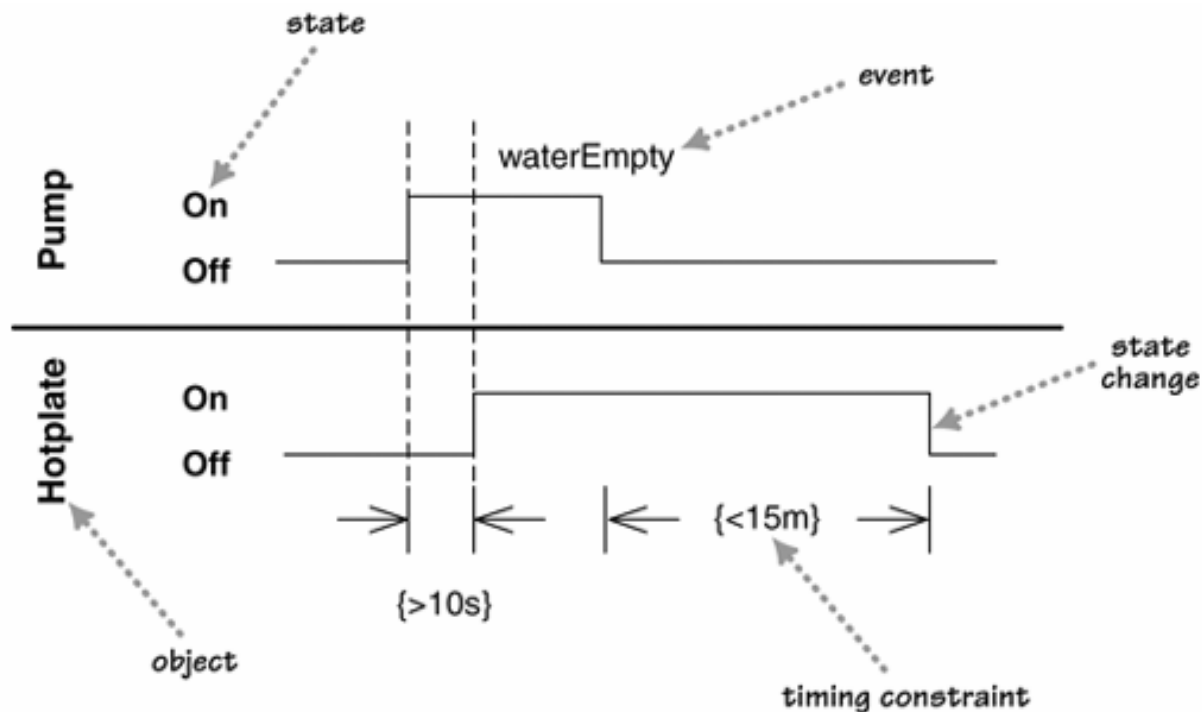 state
event
waterEmpty
Pump
On
Off
Hotplate
On
Off
state
change
{<15m}
{>10s}
object
timing constraint